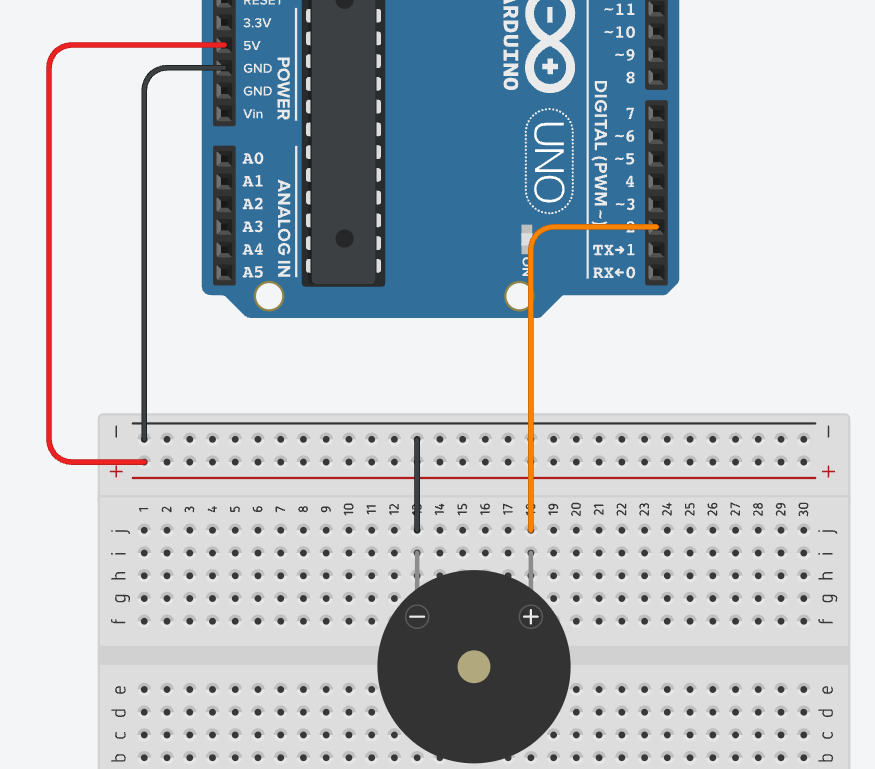 RESET
3.3V
5V
GND
GND
Vin
POWER
A0
A1
A2
A3
A4
A5
ANALOG IN
ARDUINO
UNO
ON
DIGITAL (PWM ~)
~11
~10
~9
8
7
~6
~5
4
~3
2
TX→1
RX←0
− −
+ +
1 2 3 4 5 6 7 8 9 10 11 12 13 14 15 16 17 18 19 20 21 22 23 24 25 26 27 28 29 30
j j
i i
h h
g g
f f
− +
e e
d d
c c
b b